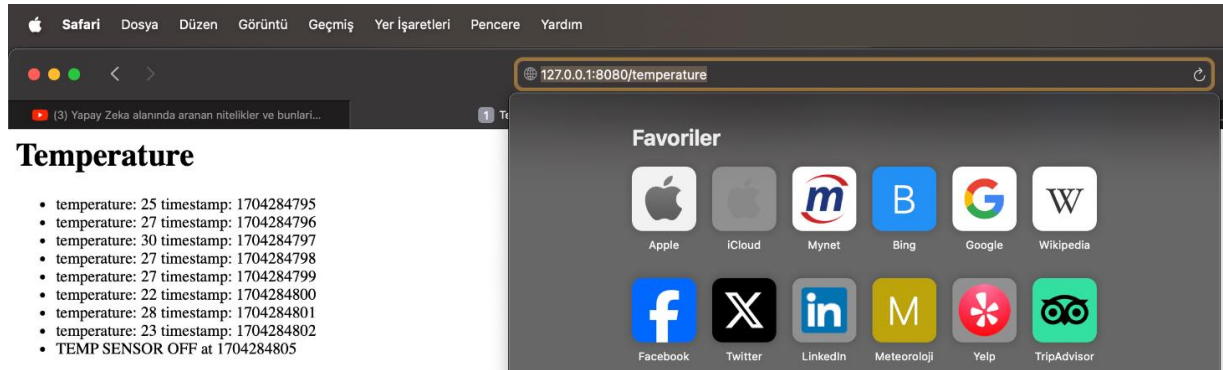 Safari Dosya Düzen Görüntü Geçmiş Yer İşaretleri Pencere Yardım
127.0.0.1:8080/temperature
(3) Yapay Zeka alanında aranan nitelikler ve bunlari...
1
Temperature
temperature: 25 timestamp: 1704284795
temperature: 27 timestamp: 1704284796
temperature: 30 timestamp: 1704284797
temperature: 27 timestamp: 1704284798
temperature: 27 timestamp: 1704284799
temperature: 22 timestamp: 1704284800
temperature: 28 timestamp: 1704284801
temperature: 23 timestamp: 1704284802
TEMP SENSOR OFF at 1704284805
Favoriler
m B G W
Apple iCloud Mynet Bing Google Wikipedia
f X in M
Facebook Twitter LinkedIn Meteoroloji Yelp TripAdvisor